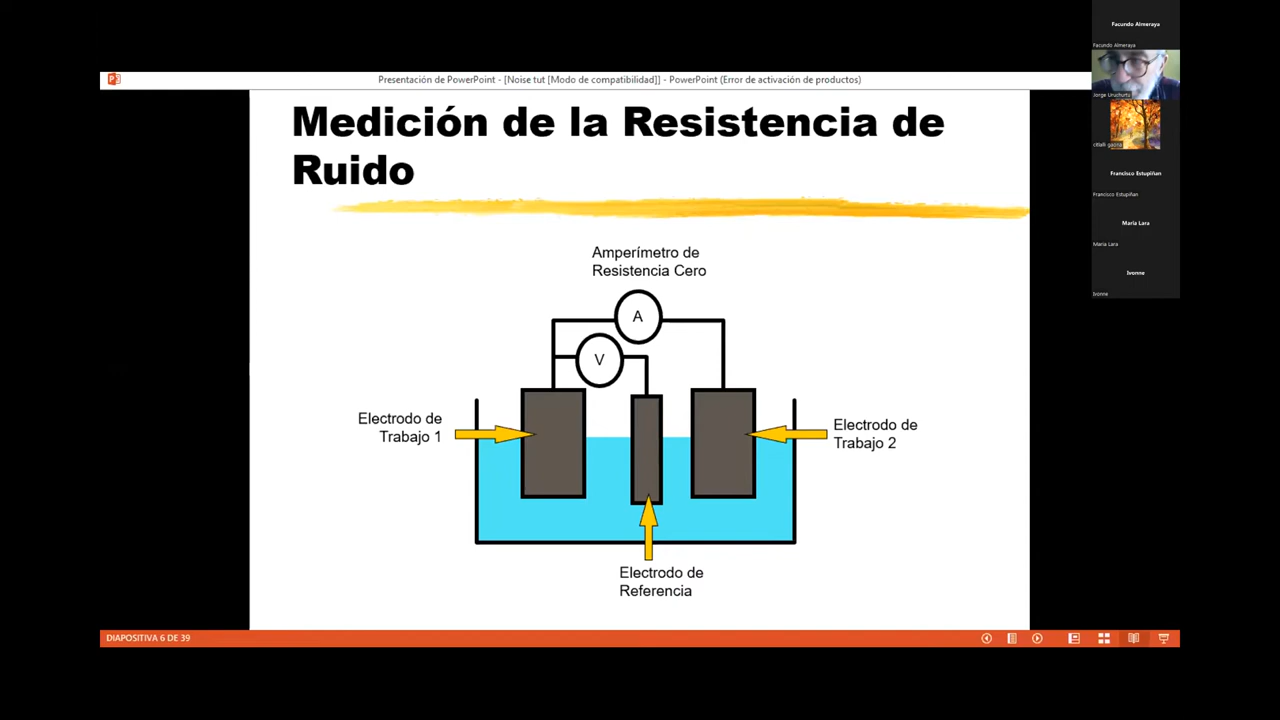 Presentación de PowerPoint - [Noise tut [Modo de compatibilidad]] - PowerPoint (Error de activación de productos)
Medición de la Resistencia de
Ruido
Amperímetro de
Resistencia Cero
A
V
Electrodo de
Trabajo 1
Electrodo de
Trabajo 2
Electrodo de
Referencia
DIAPOSITIVA 6 DE 39
Facundo Almeraya
Facundo Almeraya
Jorge Uruchurtu
citlalli gaona
Francisco Estupiñan
Francisco Estupiñan
María Lara
María Lara
Ivonne
Ivonne